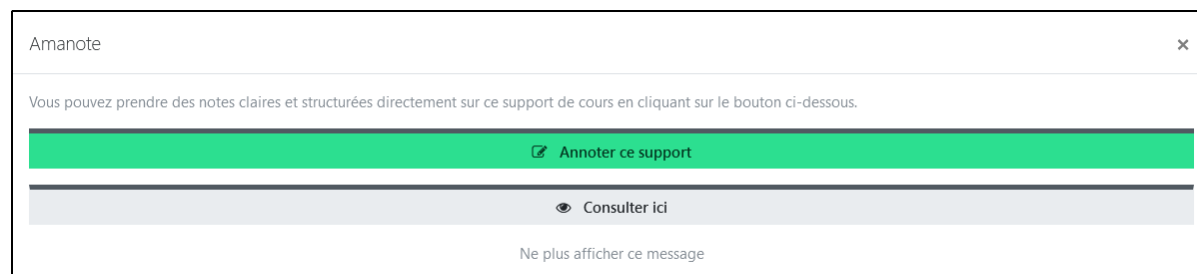 Amanote
×
Vous pouvez prendre des notes claires et structurées directement sur ce support de cours en cliquant sur le bouton ci-dessous.
Annoter ce support
Consulter ici
Ne plus afficher ce message